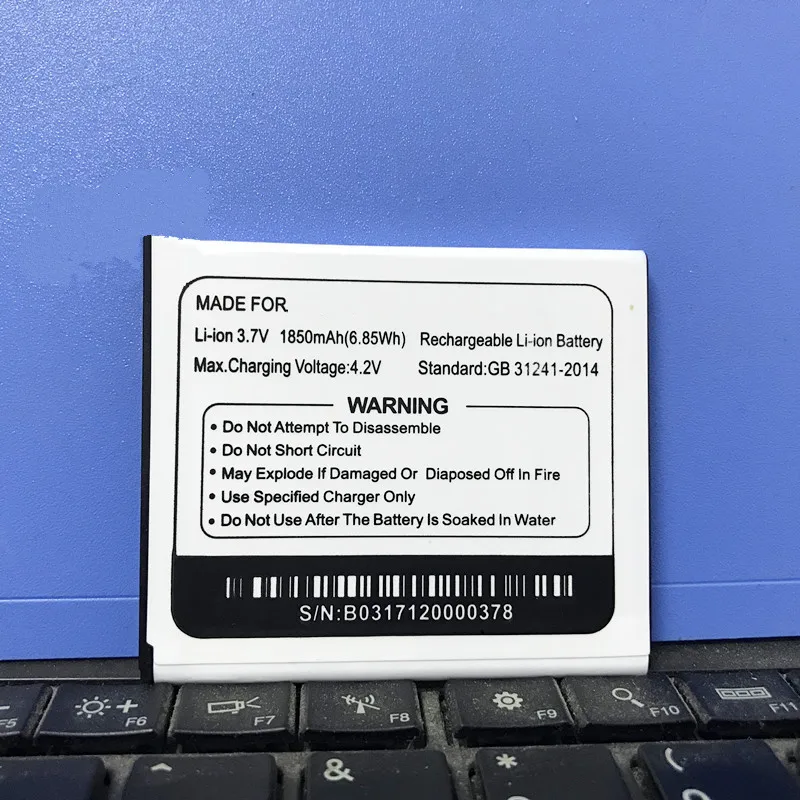 MADE FOR.
Li-ion 3.7V 1850mAh(6.85Wh) Rechargeable Li-ion Battery
Max.Charging Voltage:4.2V Standard:GB 31241-2014
WARNING
• Do Not Attempt To Disassemble
• Do Not Short Circuit
• May Explode If Damaged Or Diaposed Off In Fire
• Use Specified Charger Only
• Do Not Use After The Battery Is Soaked In Water
S/N:B0317120000378
F5 F6 F7 F8 F9 F10 F11
^ & * (